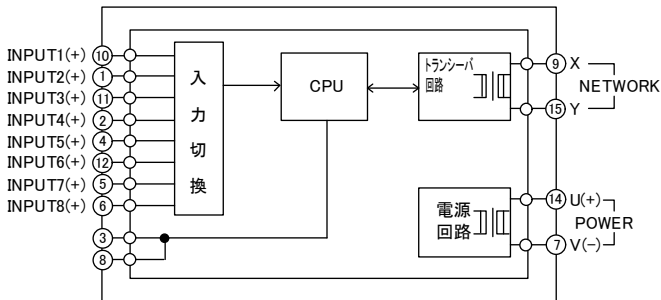 INPUT1(+) ⑩
INPUT2(+) ①
INPUT3(+) ⑪
INPUT4(+) ②
INPUT5(+) ④
INPUT6(+) ⑫
INPUT7(+) ⑤
INPUT8(+) ⑥
③
⑧
入
力
切
換
CPU
トランシーバ
回路
⑨ X
NETWORK
⑮ Y
電源
回路
⑭ U(+)
POWER
⑦ V(−)